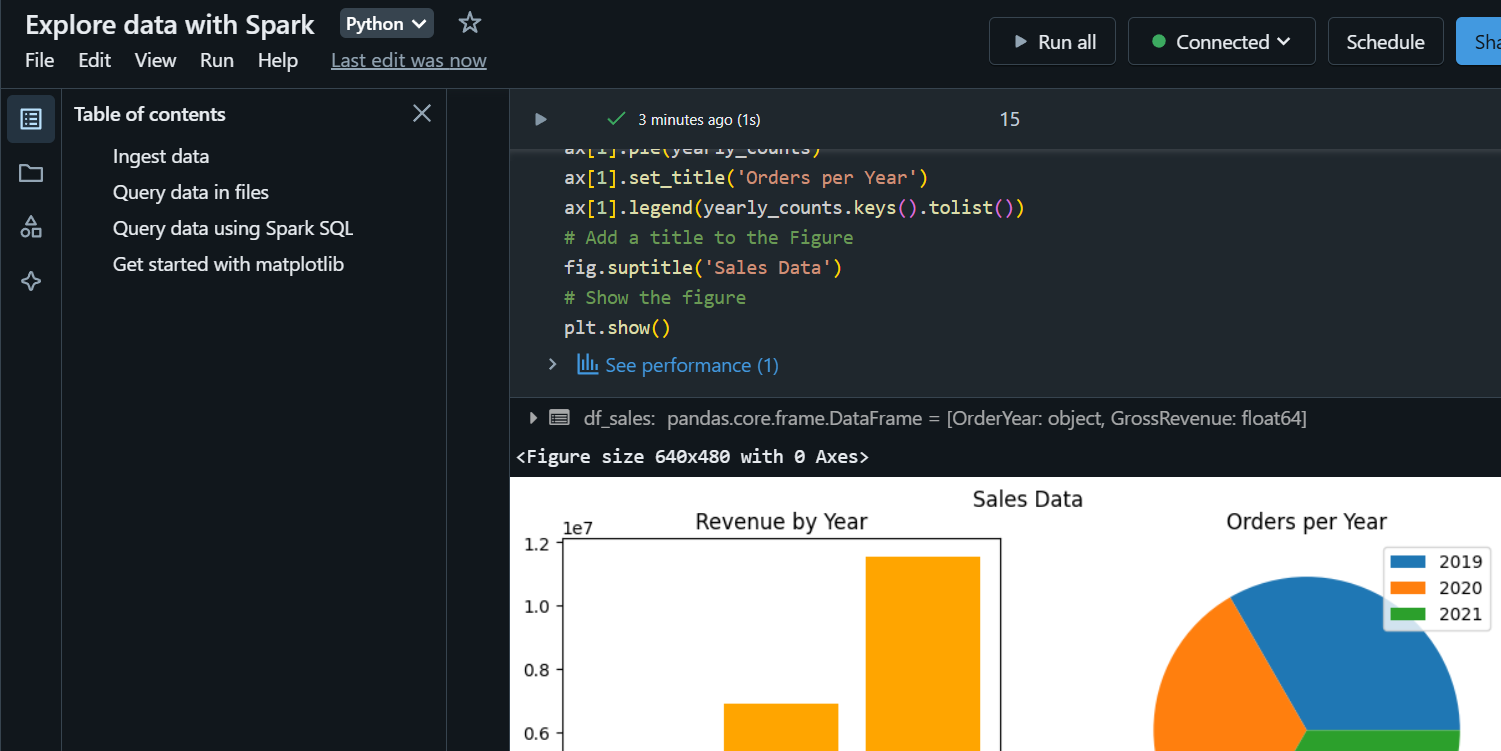 Explore data with Spark
Python
File Edit View Run Help Last edit was now
Run all
Connected
Schedule
Table of contents
Ingest data
Query data in files
Query data using Spark SQL
Get started with matplotlib
3 minutes ago (1s)
15
ax[1].pie(yearly_counts)
ax[1].set_title('Orders per Year')
ax[1].legend(yearly_counts.keys().tolist())
# Add a title to the Figure
fig.suptitle('Sales Data')
# Show the figure
plt.show()
See performance (1)
df_sales: pandas.core.frame.DataFrame = [OrderYear: object, GrossRevenue: float64]
<Figure size 640x480 with 0 Axes>
Sales Data
Revenue by Year
1e7
1.2
1.0
0.8
0.6
Orders per Year
2019
2020
2021